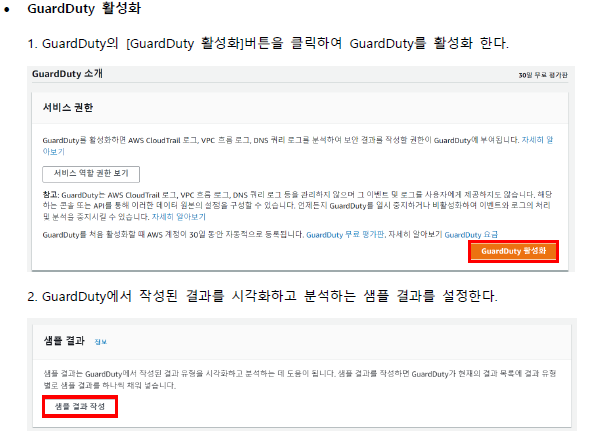 • GuardDuty 활성화
1. GuardDuty의 [GuardDuty 활성화]버튼을 클릭하여 GuardDuty를 활성화 한다.
GuardDuty 소개
30일 무료 평가판
서비스 권한
GuardDuty를 활성화하면 AWS CloudTrail 로그, VPC 흐름 로그, DNS 쿼리 로그를 분석하여 보안 결과를 작성할 권한이 GuardDuty에 부여됩니다. 자세히 알
아보기
서비스 역할 권한 보기
참고: GuardDuty는 AWS CloudTrail 로그, VPC 흐름 로그, DNS 쿼리 로그 등을 관리하지 않으며 그 이벤트 및 로그를 사용자에게 제공하지도 않습니다. 해당
하는 콘솔 또는 API를 통해 이러한 데이터 원본의 설정을 구성할 수 있습니다. 언제든지 GuardDuty를 일시 중지하거나 비활성화하여 이벤트와 로그의 처리
및 분석을 중지시킬 수 있습니다. 자세히 알아보기
GuardDuty를 처음 활성화할 때 AWS 계정이 30일 동안 자동적으로 등록됩니다. GuardDuty 무료 평가판, 자세히 알아보기 GuardDuty 요금
GuardDuty 활성화
2. GuardDuty에서 작성된 결과를 시각화하고 분석하는 샘플 결과를 설정한다.
샘플 결과 정보
샘플 결과는 GuardDuty에서 작성된 결과 유형을 시각화하고 분석하는 데 도움이 됩니다. 샘플 결과를 작성하면 GuardDuty가 현재의 결과 목록에 결과 유형
별로 샘플 결과를 하나씩 채워 넣습니다.
샘플 결과 작성